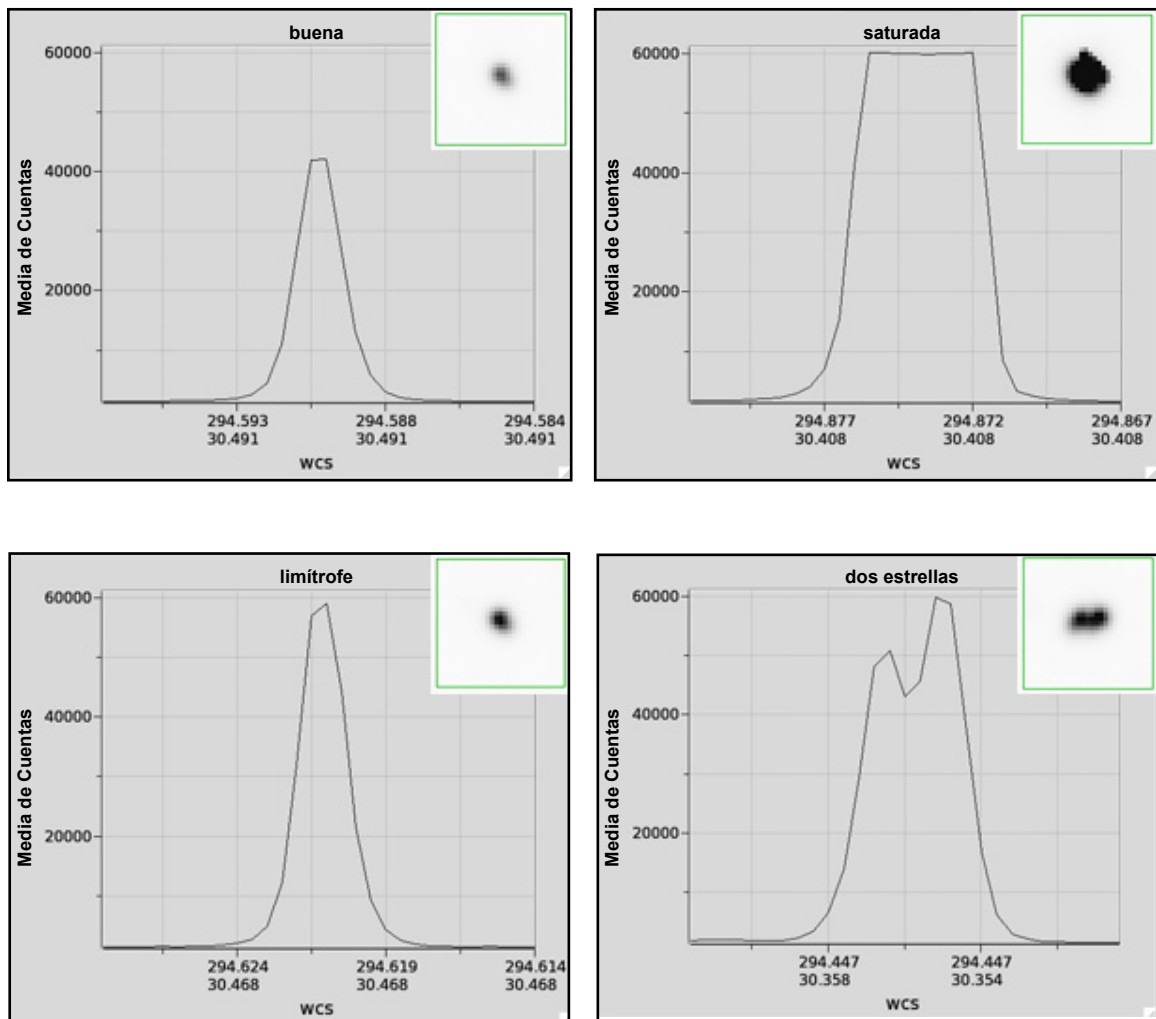 buena
60000
40000
20000
Media de Cuentas
294.593 294.588 294.584
30.491 30.491 30.491
WCS
saturada
60000
40000
20000
Media de Cuentas
294.877 294.872 294.867
30.408 30.408 30.408
WCS
limítrofe
60000
40000
20000
Media de Cuentas
294.624 294.619 294.614
30.468 30.468 30.468
WCS
dos estrellas
60000
40000
20000
Media de Cuentas
294.447 294.447
30.358 30.354
WCS